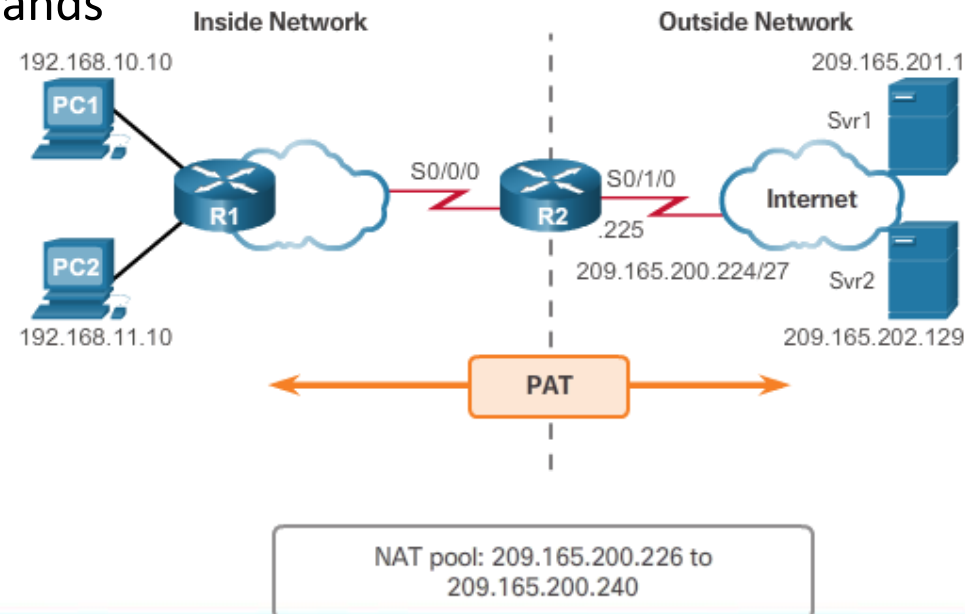 ands
Inside Network
Outside Network
192.168.10.10
209.165.201.1
PC1
Svr1
S0/0/0
S0/1/0
R1
R2
Internet
.225
PC2
209.165.200.224/27
Svr2
192.168.11.10
209.165.202.129
PAT
NAT pool: 209.165.200.226 to
209.165.200.240